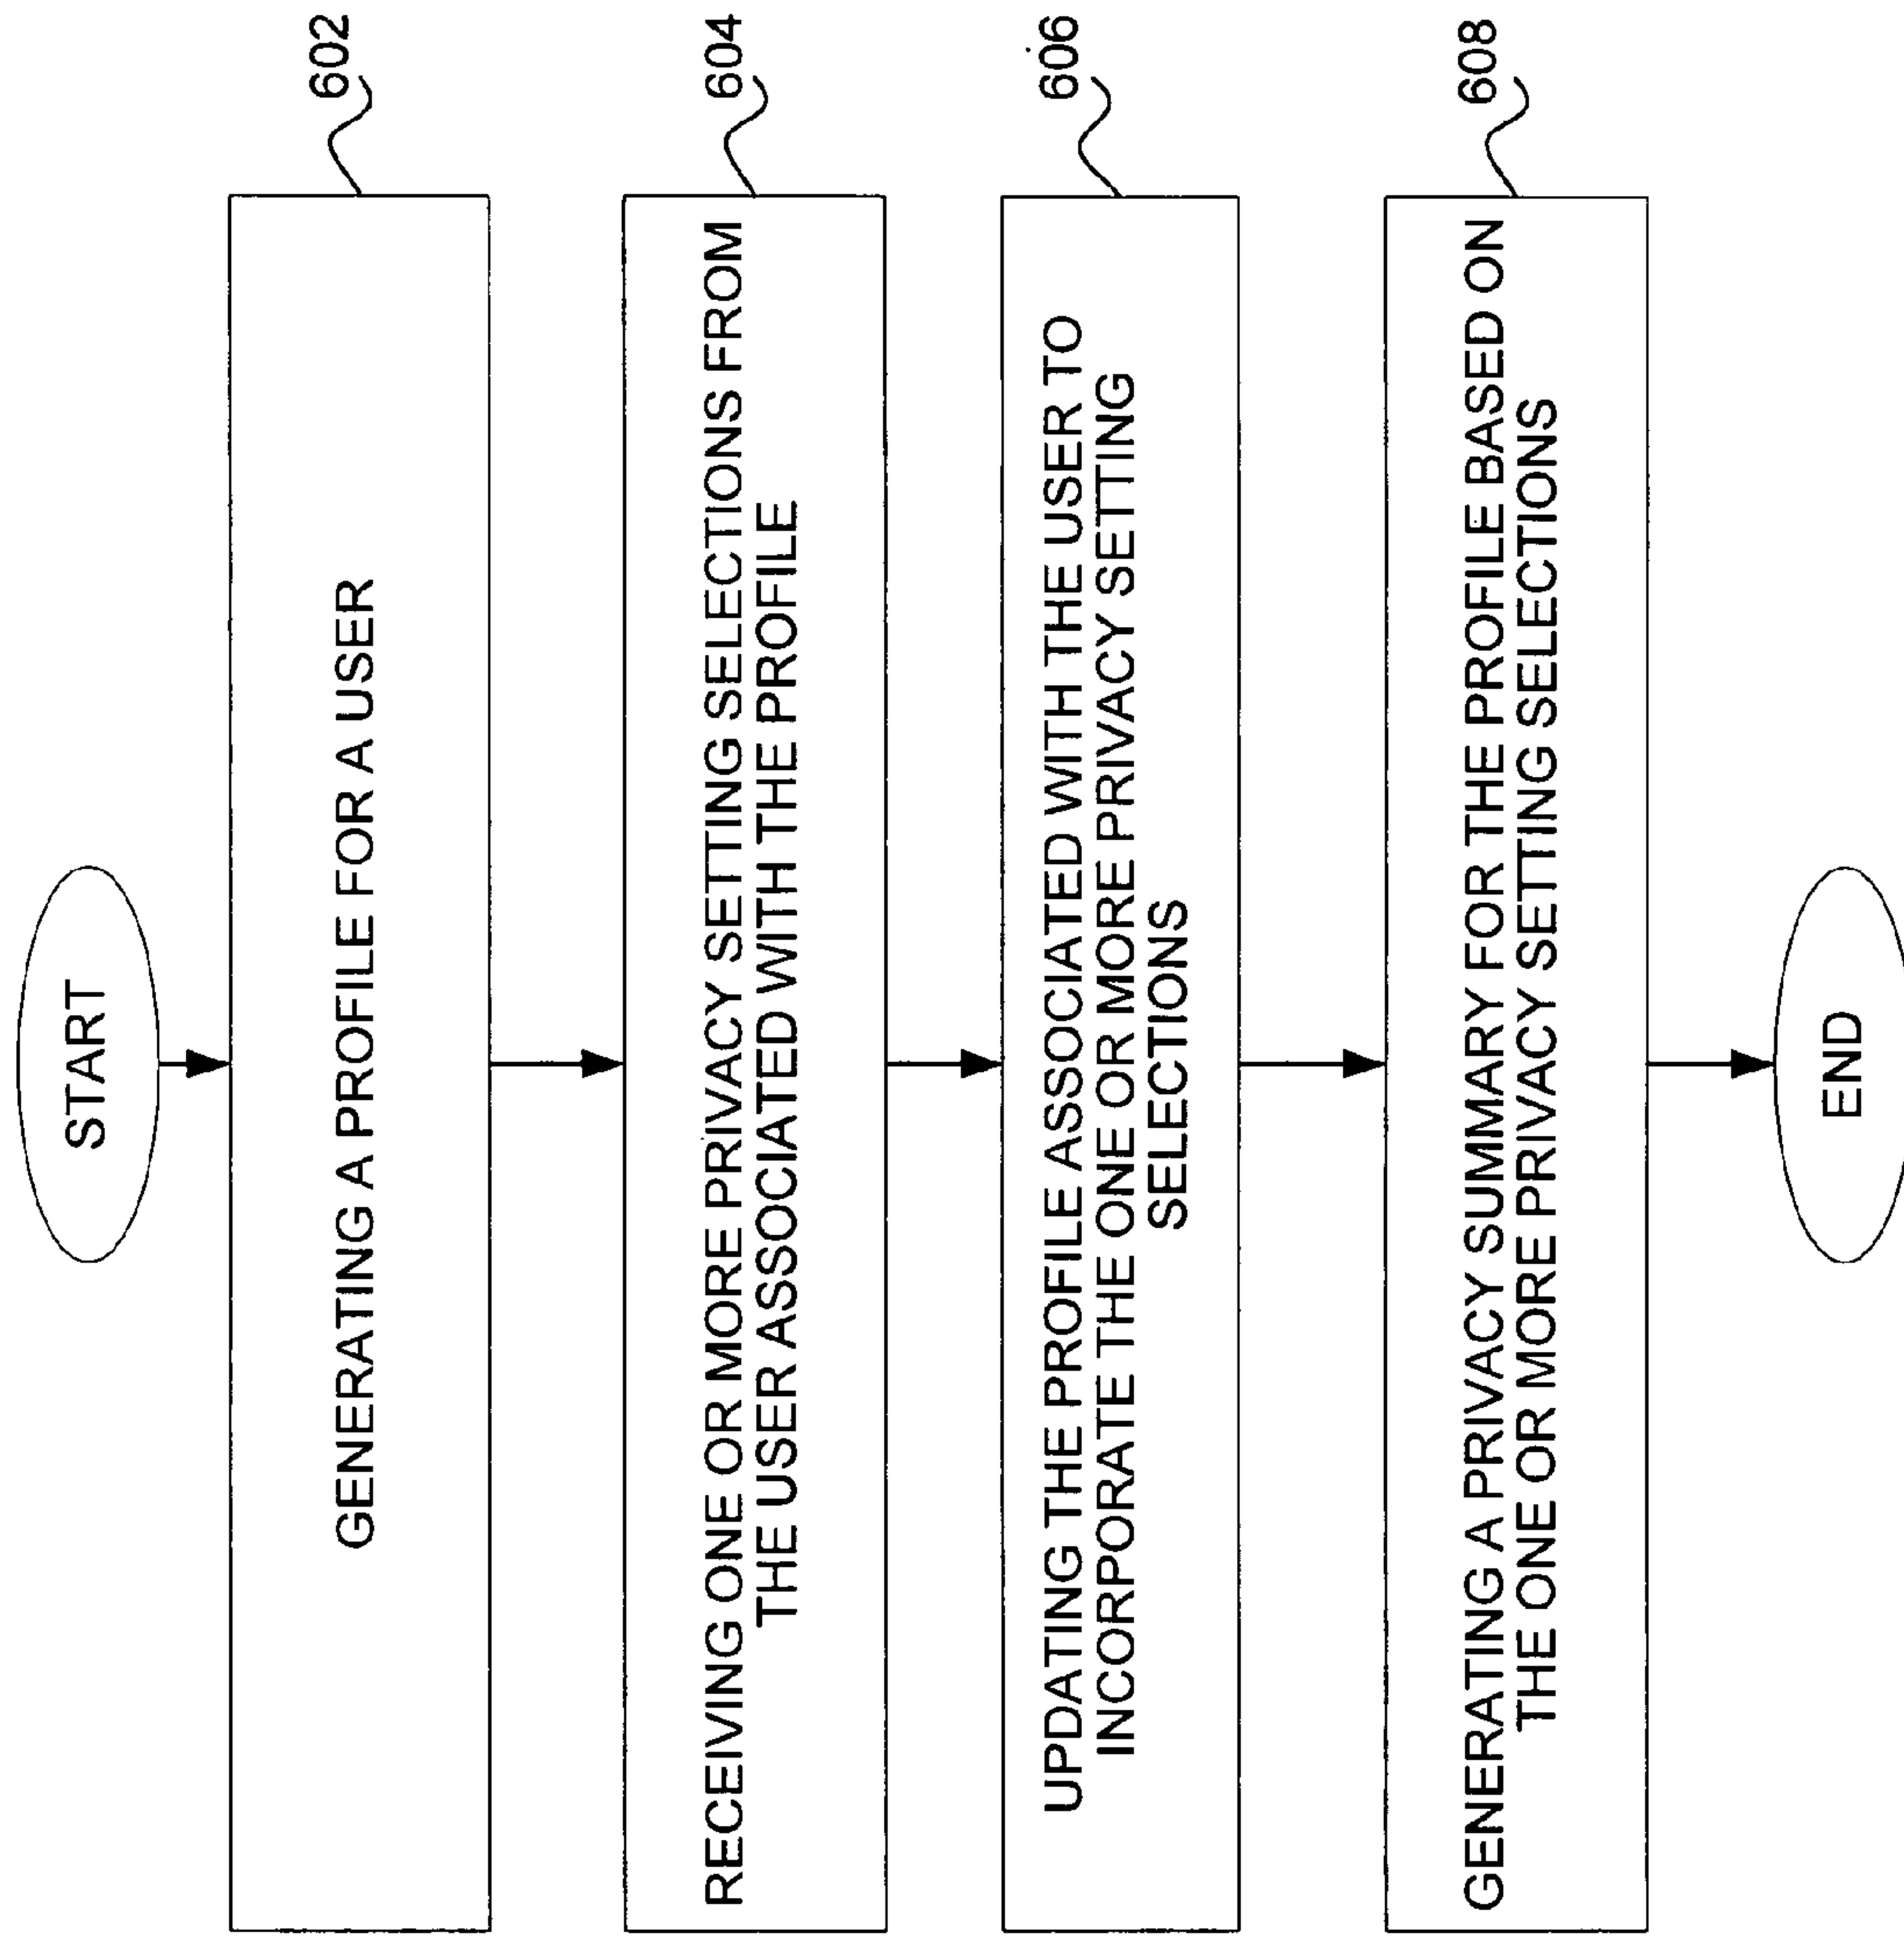 START
GENERATING A PROFILE FOR A USER
602
RECEIVING ONE OR MORE PRIVACY SETTING SELECTIONS FROM
THE USER ASSOCIATED WITH THE PROFILE
604
UPDATING THE PROFILE ASSOCIATED WITH THE USER TO
INCORPORATE THE ONE OR MORE PRIVACY SETTING
SELECTIONS
606
GENERATING A PRIVACY SUMMARY FOR THE PROFILE BASED ON
THE ONE OR MORE PRIVACY SETTING SELECTIONS
608
END